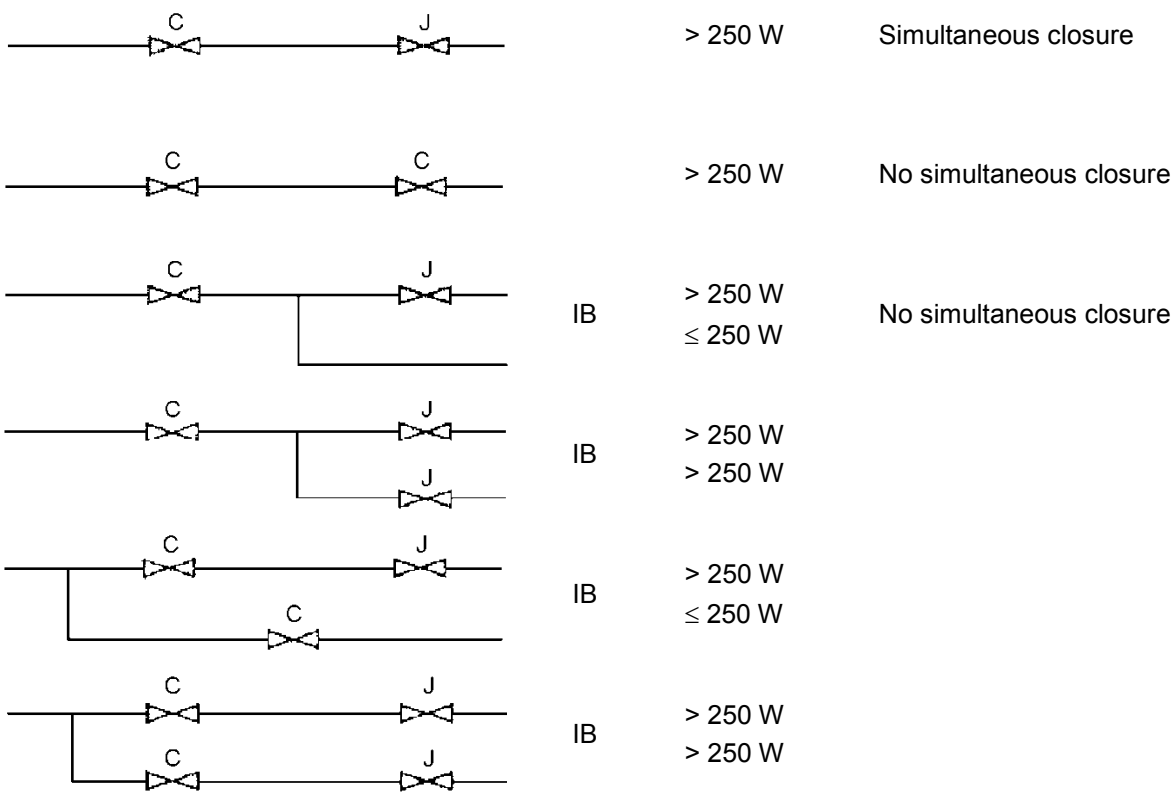 C J > 250 W Simultaneous closure
C C > 250 W No simultaneous closure
C J > 250 W
IB No simultaneous closure
≤ 250 W
C J > 250 W
IB
J > 250 W
C J > 250 W
IB
C ≤ 250 W
C J > 250 W
IB
C J > 250 W